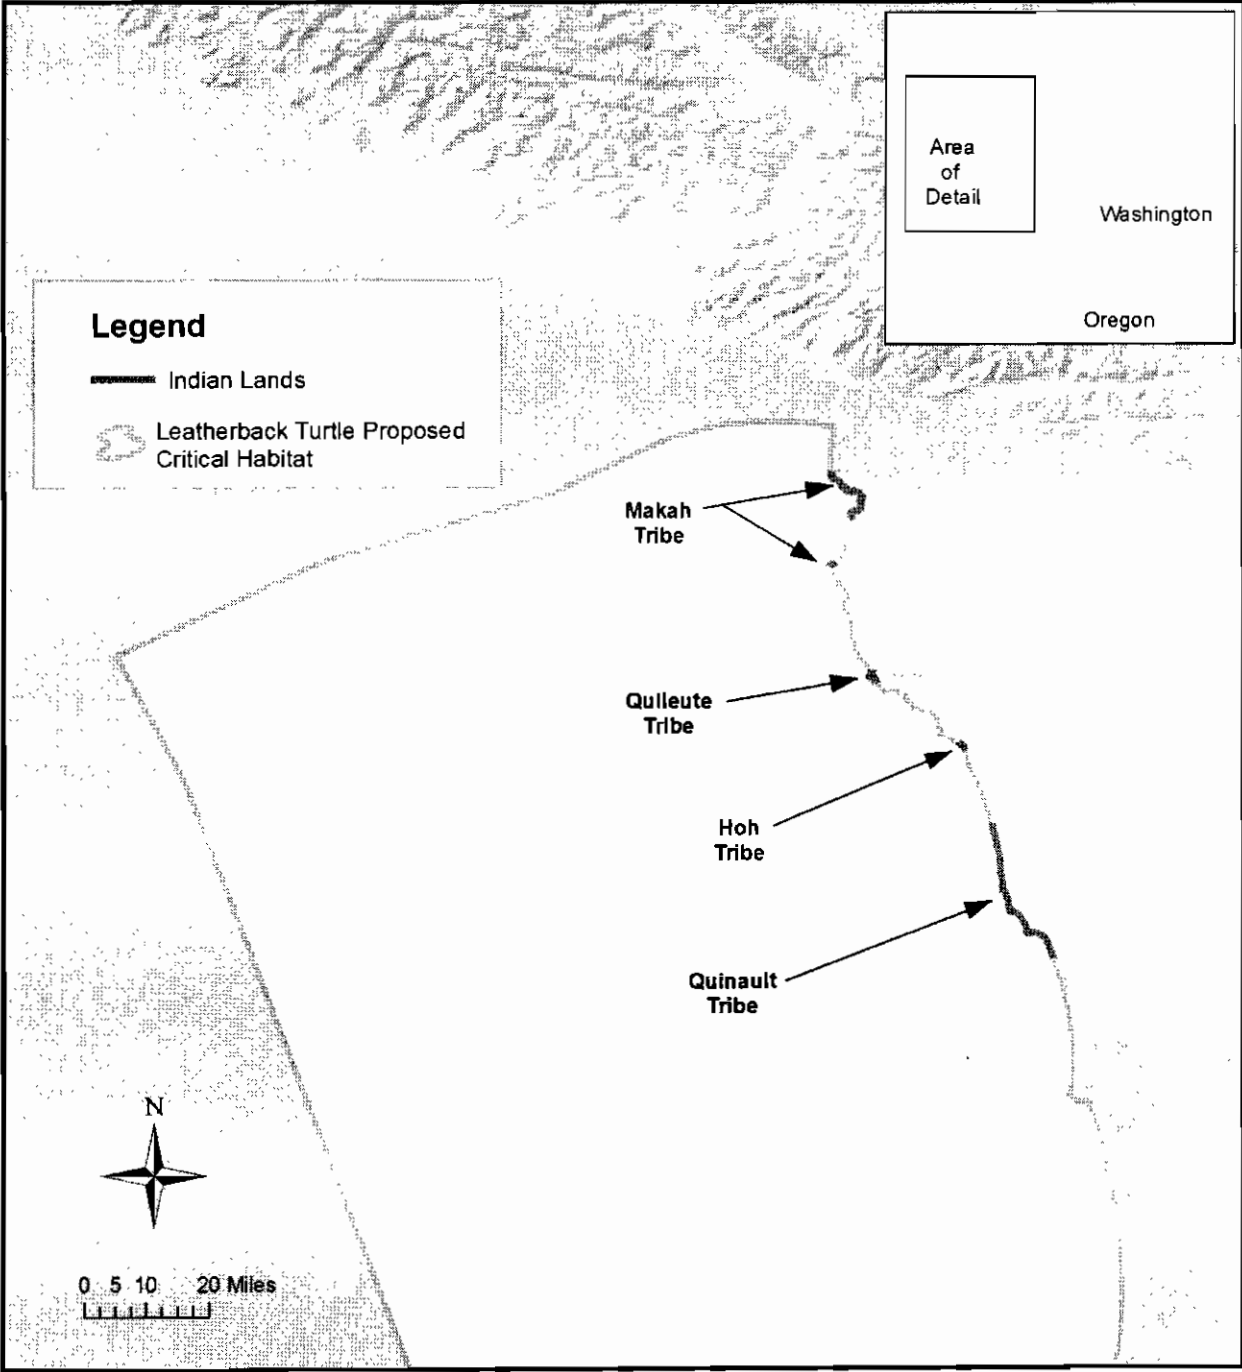 Area
of
Detail
Washington
Oregon
Legend
Indian Lands
Leatherback Turtle Proposed
Critical Habitat
Makah
Tribe
Quileute
Tribe
Hoh
Tribe
Quinault
Tribe
N
0 5 10 20 Miles